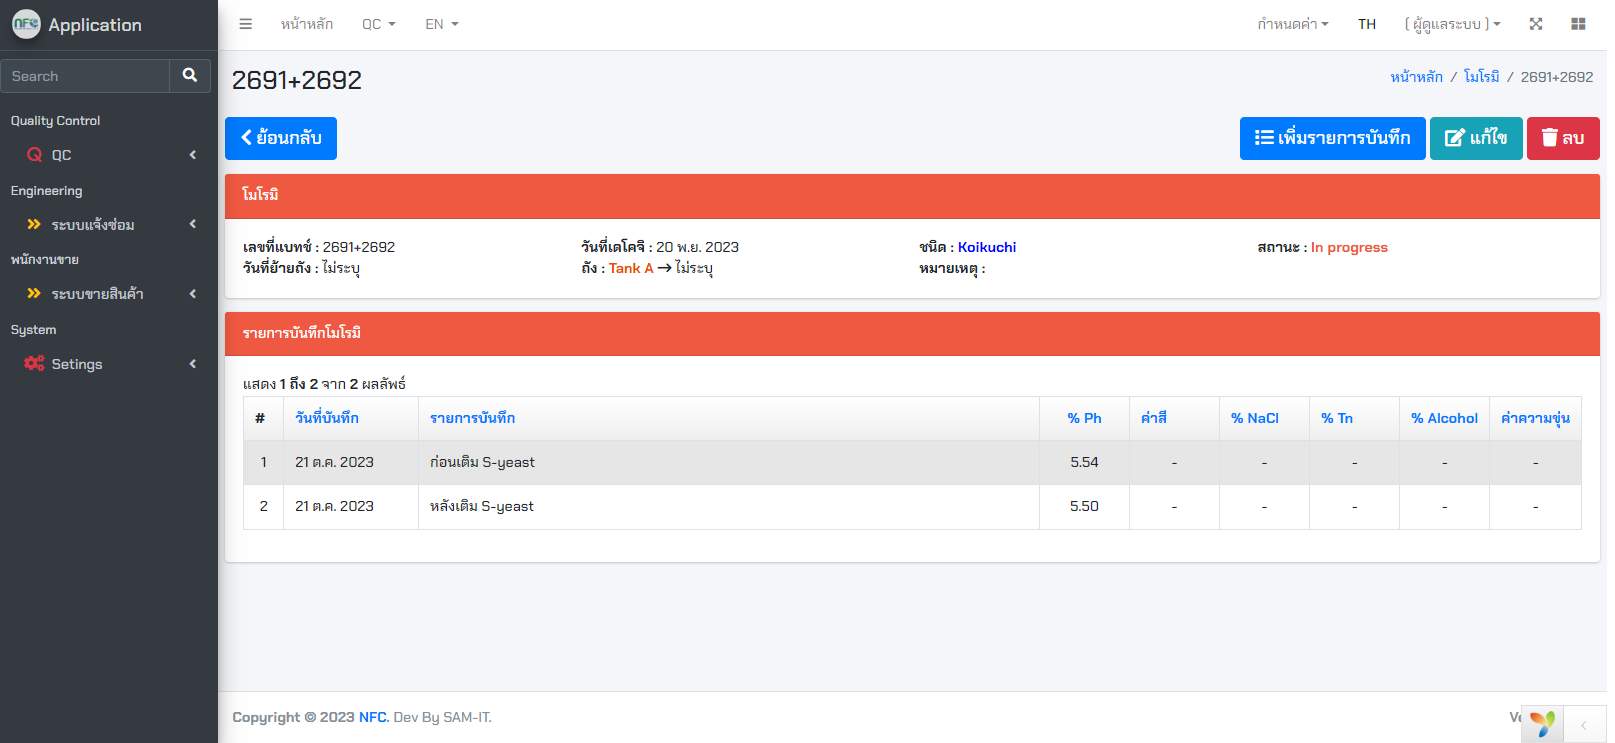 NFC Application
หน้าหลัก QC EN กำหนดค่า TH ( ผู้ดูแลระบบ )
Search
Quality Control
QC
Engineering
ระบบแจ้งซ่อม
พนักงานขาย
ระบบขายสินค้า
System
Setings
2691+2692
หน้าหลัก / โมโรมิ / 2691+2692
ย้อนกลับ เพิ่มรายการบันทึก แก้ไข ลบ
โมโรมิ
เลขที่แบทช์ : 2691+2692 วันที่เดโคจิ : 20 พ.ย. 2023 ชนิด : Koikuchi สถานะ : In progress
วันที่ย้ายถัง : ไม่ระบุ ถัง : Tank A → ไม่ระบุ หมายเหตุ :
รายการบันทึกโมโรมิ
แสดง 1 ถึง 2 จาก 2 ผลลัพธ์
# วันที่บันทึก รายการบันทึก % Ph ค่าสี % NaCl % Tn % Alcohol ค่าความขุ่น
1 21 ต.ค. 2023 ก่อนเติม S-yeast 5.54 - - - - -
2 21 ต.ค. 2023 หลังเติม S-yeast 5.50 - - - - -
Copyright © 2023 NFC. Dev By SAM-IT.